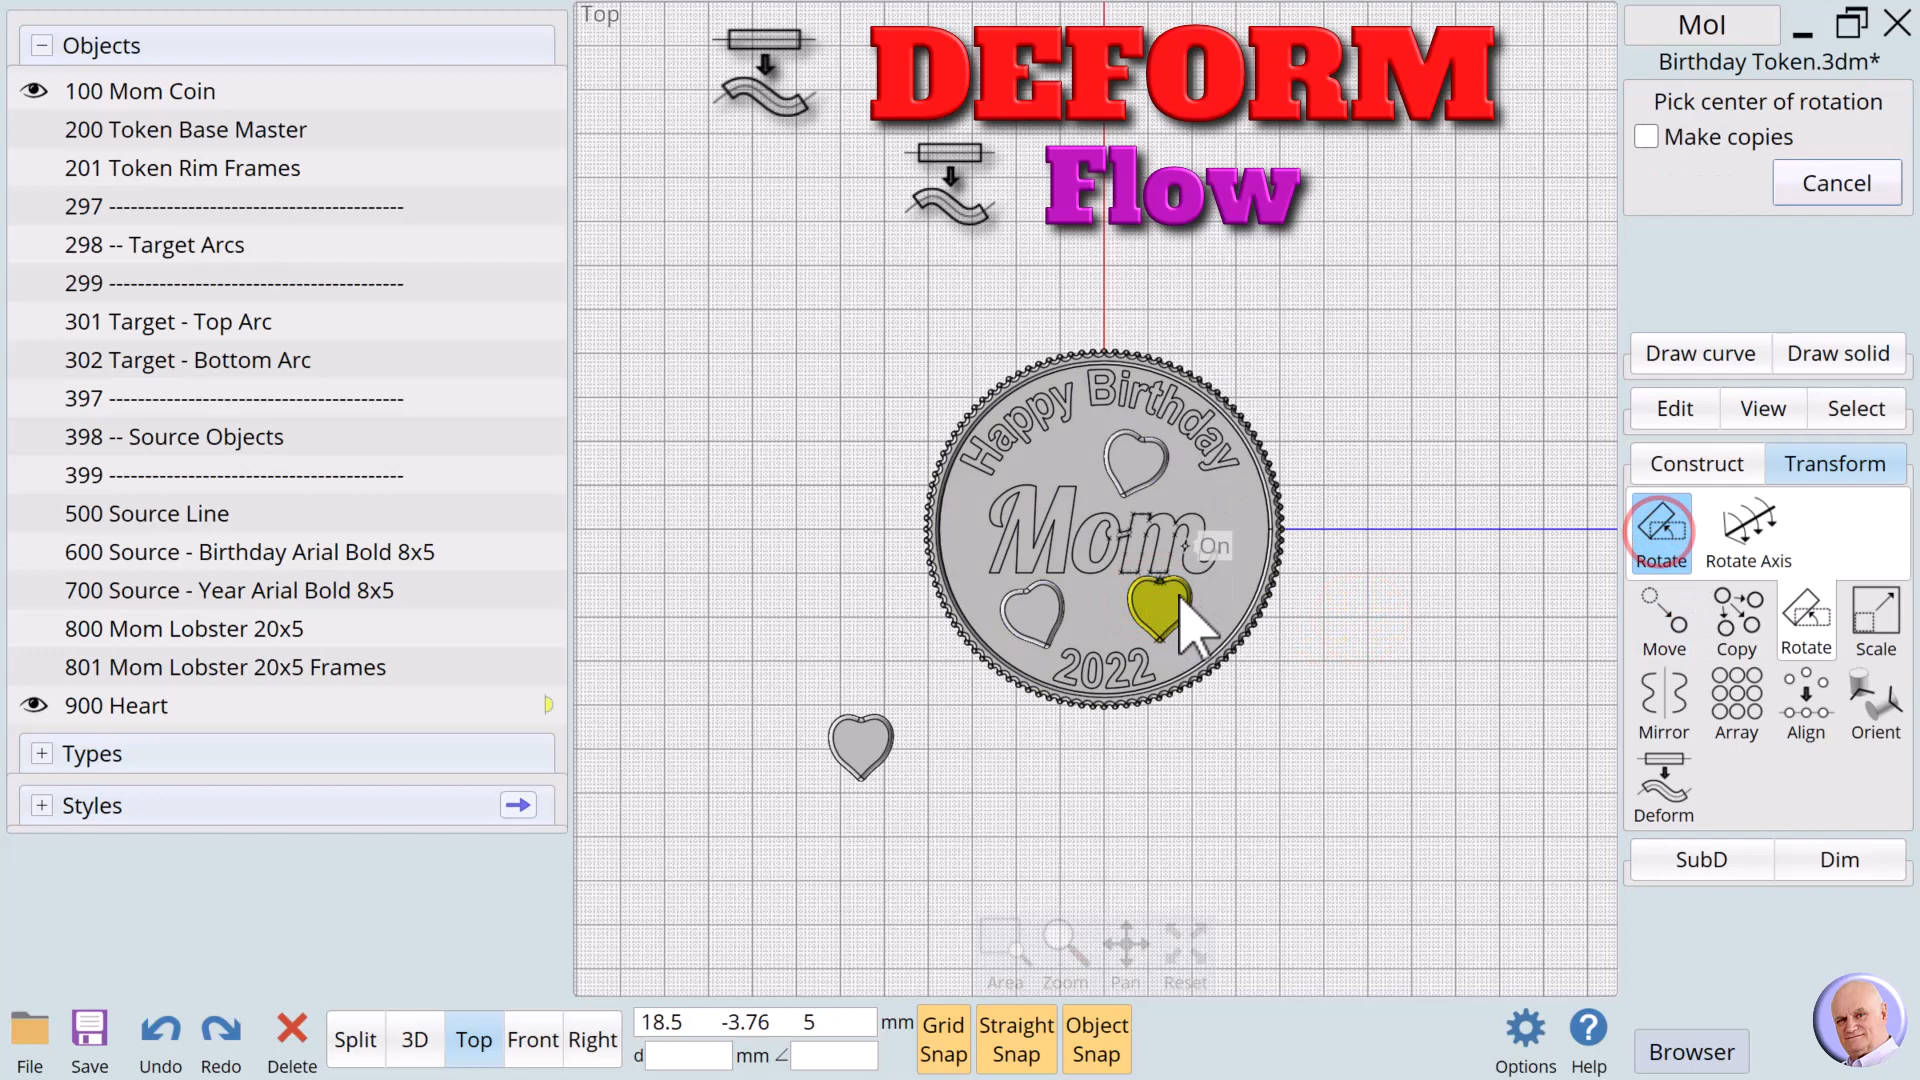 Objects
100 Mom Coin
200 Token Base Master
201 Token Rim Frames
297 ----------------------------------------
298 -- Target Arcs
299 ----------------------------------------
301 Target - Top Arc
302 Target - Bottom Arc
397 ----------------------------------------
398 -- Source Objects
399 ----------------------------------------
500 Source Line
600 Source - Birthday Arial Bold 8x5
700 Source - Year Arial Bold 8x5
800 Mom Lobster 20x5
801 Mom Lobster 20x5 Frames
900 Heart
Types
Styles
Top
DEFORM
Flow
Happy Birthday
Mom
On
2022
Area Zoom Pan Reset
MoI
Birthday Token.3dm*
Pick center of rotation
Make copies
Cancel
Draw curve Draw solid
Edit View Select
Construct Transform
Rotate Rotate Axis
Move Copy Rotate Scale
Mirror Array Align Orient
Deform
SubD Dim
File Save Undo Redo Delete
Split 3D Top Front Right
18.5 -3.76 5 mm
d mm
Grid Snap
Straight Snap
Object Snap
Options Help
Browser